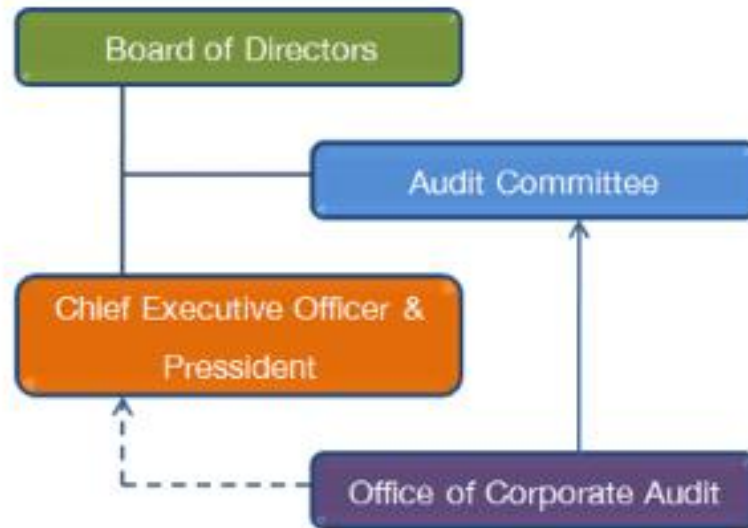 Board of Directors
Audit Committee
Chief Executive Officer &
Pressident
Office of Corporate Audit